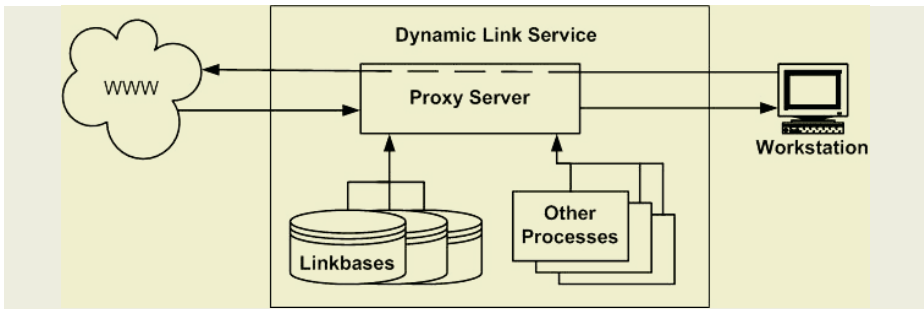 Dynamic Link Service
WWW
Proxy Server
Workstation
Linkbases
Other
Processes